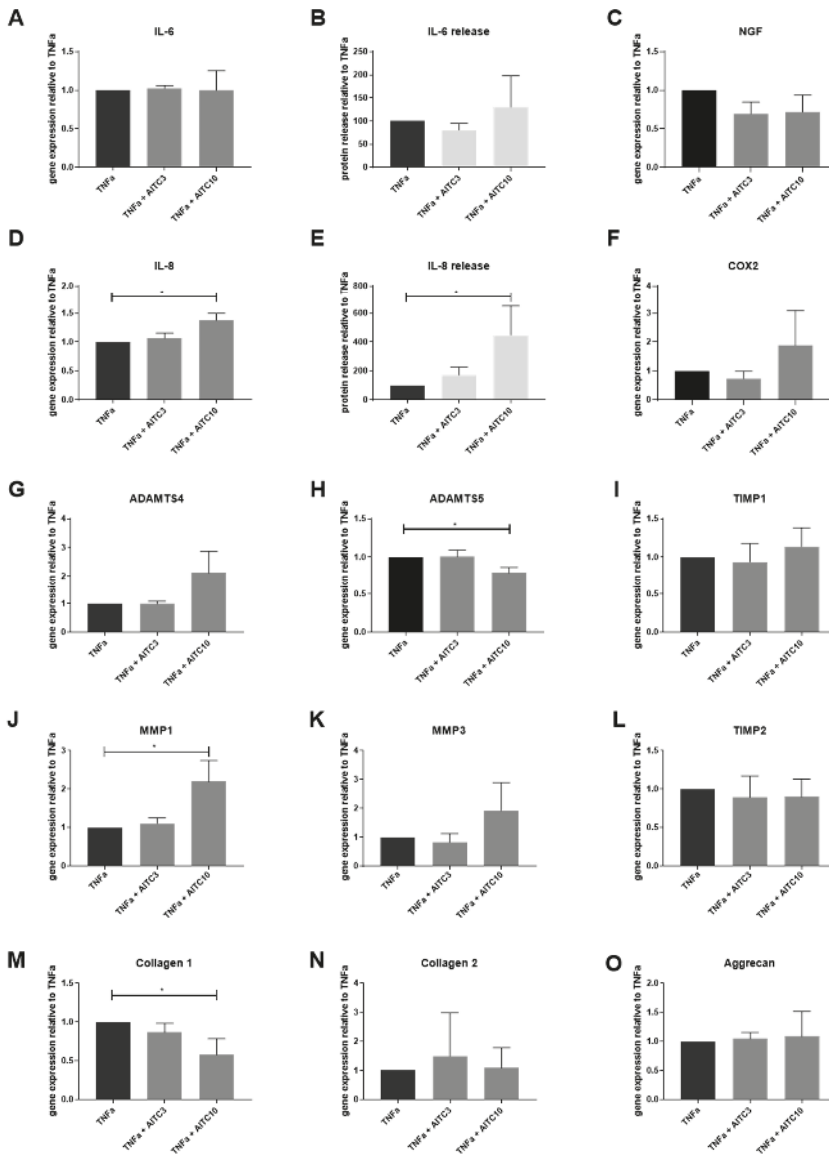 A
IL-6
gene expression relative to TNFa
1.5
1.0
0.5
0.0
TNFa
TNFa + AITC3
TNFa + AITC10
B
IL-6 release
protein release relative to TNFa
250
200
150
100
50
0
TNFa
TNFa + AITC3
TNFa + AITC10
C
NGF
gene expression relative to TNFa
1.5
1.0
0.5
0.0
TNFa
TNFa + AITC3
TNFa + AITC10
D
IL-8
gene expression relative to TNFa
2.0
1.5
1.0
0.5
0.0
*
TNFa
TNFa + AITC3
TNFa + AITC10
E
IL-8 release
protein release relative to TNFa
800
600
400
200
0
*
TNFa
TNFa + AITC3
TNFa + AITC10
F
COX2
gene expression relative to TNFa
4
3
2
1
0
TNFa
TNFa + AITC3
TNFa + AITC10
G
ADAMTS4
gene expression relative to TNFa
4
3
2
1
0
TNFa
TNFa + AITC3
TNFa + AITC10
H
ADAMTS5
gene expression relative to TNFa
1.5
1.0
0.5
0.0
*
TNFa
TNFa + AITC3
TNFa + AITC10
I
TIMP1
gene expression relative to TNFa
1.5
1.0
0.5
0.0
TNFa
TNFa + AITC3
TNFa + AITC10
J
MMP1
gene expression relative to TNFa
3
2
1
0
*
TNFa
TNFa + AITC3
TNFa + AITC10
K
MMP3
gene expression relative to TNFa
4
3
2
1
0
TNFa
TNFa + AITC3
TNFa + AITC10
L
TIMP2
gene expression relative to TNFa
1.5
1.0
0.5
0.0
TNFa
TNFa + AITC3
TNFa + AITC10
M
Collagen 1
gene expression relative to TNFa
1.5
1.0
0.5
0.0
*
TNFa
TNFa + AITC3
TNFa + AITC10
N
Collagen 2
gene expression relative to TNFa
4
3
2
1
0
TNFa
TNFa + AITC3
TNFa + AITC10
O
Aggrecan
gene expression relative to TNFa
2.0
1.5
1.0
0.5
0.0
TNFa
TNFa + AITC3
TNFa + AITC10